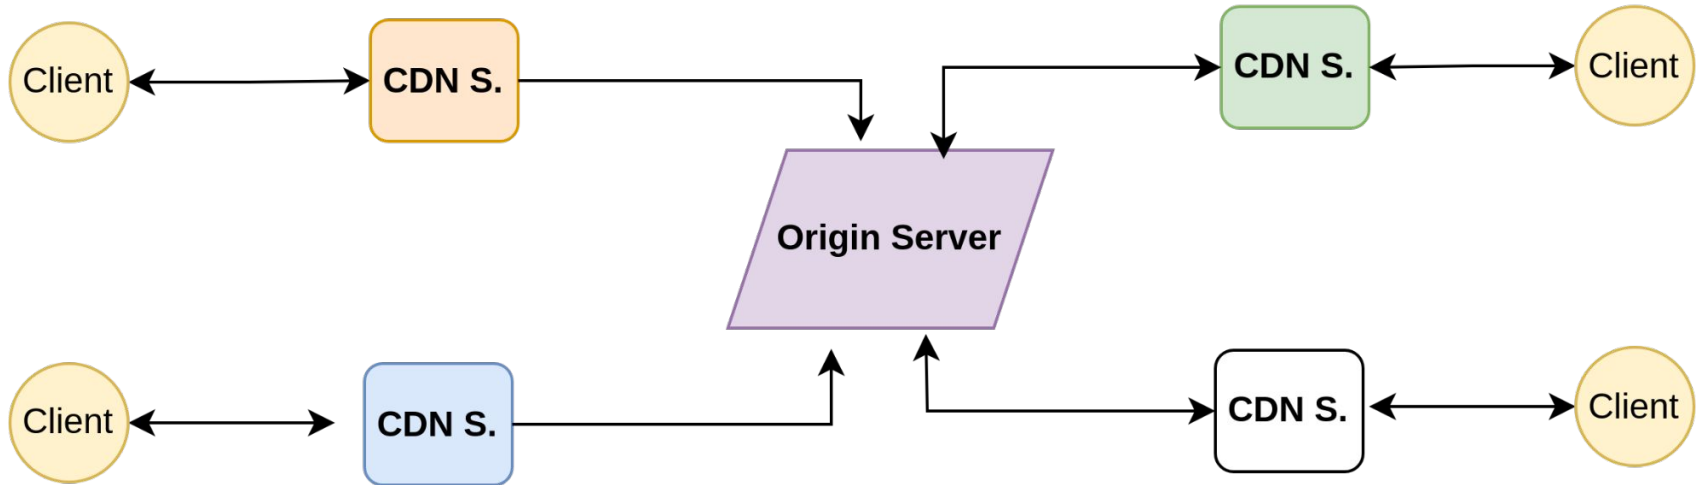 Client
CDN S.
CDN S.
Client
Origin Server
Client
CDN S.
CDN S.
Client